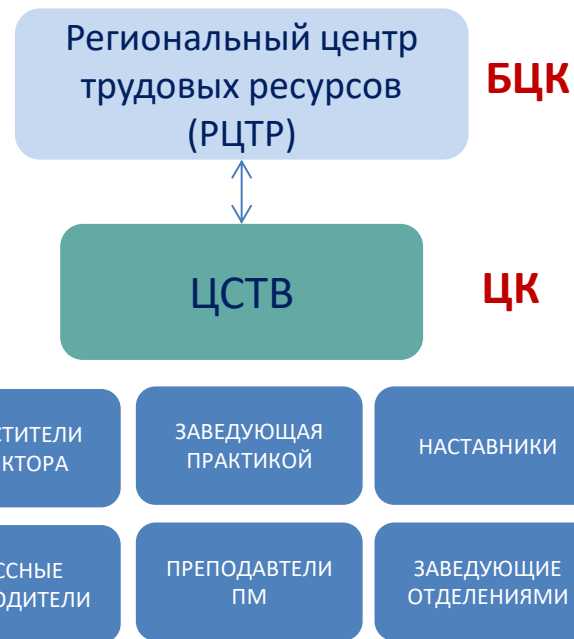 Региональный центр
трудовых ресурсов
(РЦТР)
БЦК
ЦСТВ
ЦК
ЗАВЕДУЮЩАЯ
ПРАКТИКОЙ
НАСТАВНИКИ
ПРЕПОДАВТЕЛИ
ПМ
ЗАВЕДУЮЩИЕ
ОТДЕЛЕНИЯМИ